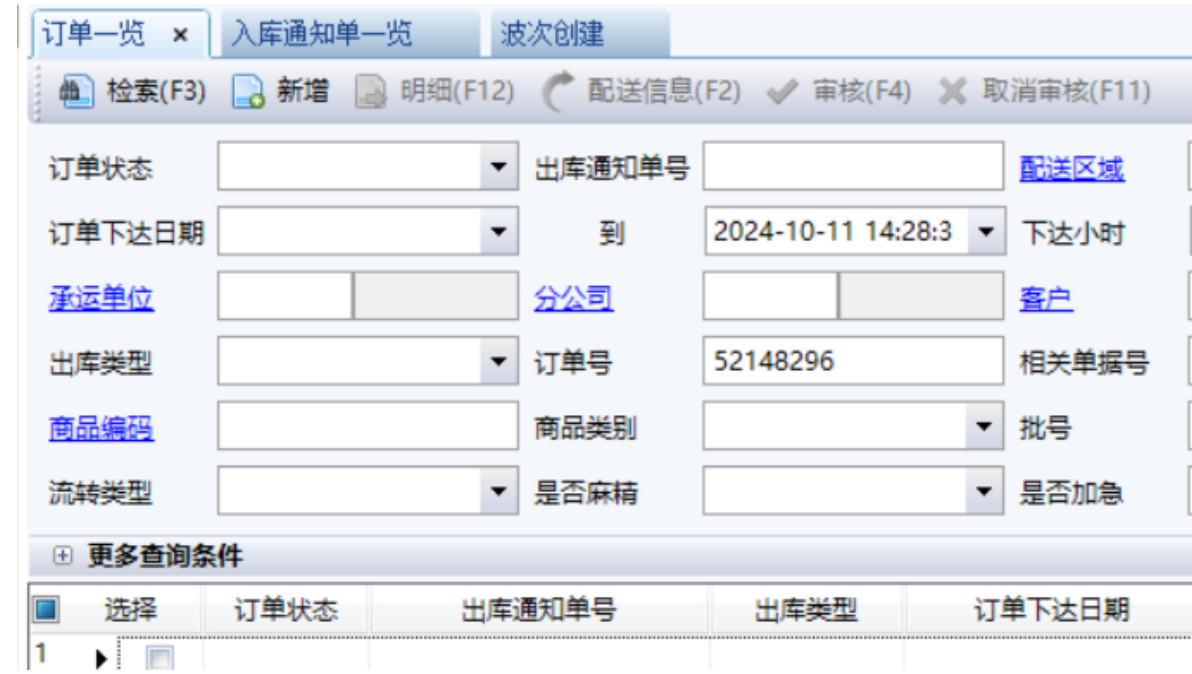 订单一览 × 入库通知单一览 波次创建
检索(F3) 新增 明细(F12) 配送信息(F2) 审核(F4) 取消审核(F11)
订单状态 出库通知单号 配送区域
订单下达日期 到 2024-10-11 14:28:3 下达小时
承运单位 分公司 客户
出库类型 订单号 52148296 相关单据号
商品编码 商品类别 批号
流转类型 是否麻精 是否加急
更多查询条件
选择 订单状态 出库通知单号 出库类型 订单下达日期
1